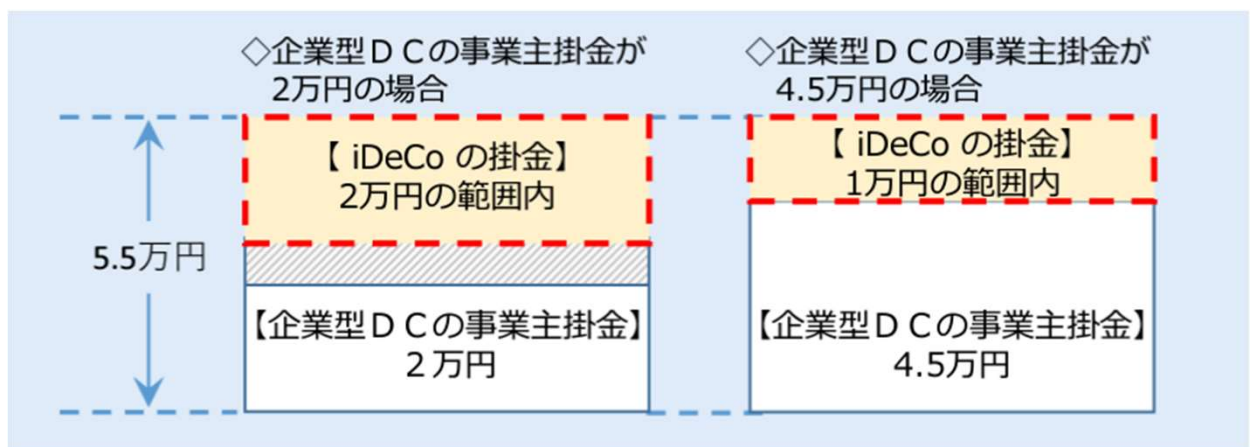 ◇企業型ＤＣの事業主掛金が
2万円の場合
◇企業型ＤＣの事業主掛金が
4.5万円の場合
5.5万円
【 iDeCo の掛金】
2万円の範囲内
【企業型ＤＣの事業主掛金】
２万円
【 iDeCo の掛金】
1万円の範囲内
【企業型ＤＣの事業主掛金】
4.5万円